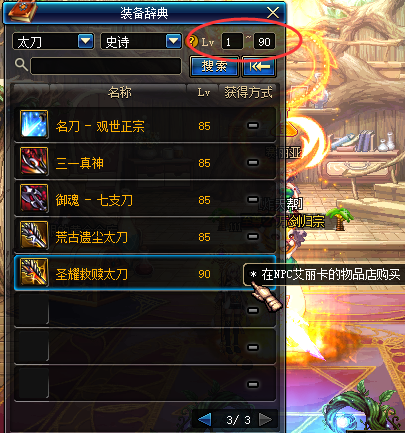 装备辞典
太刀 史诗 ? Lv 1 ~ 90
搜索
名称 Lv 获得方式
名刀 - 观世正宗 85
三一真神 85
御魂 - 七支刀 85
荒古遗尘太刀 85
圣耀救赎太刀 90
* 在NPC艾丽卡的物品店购买
3/ 3